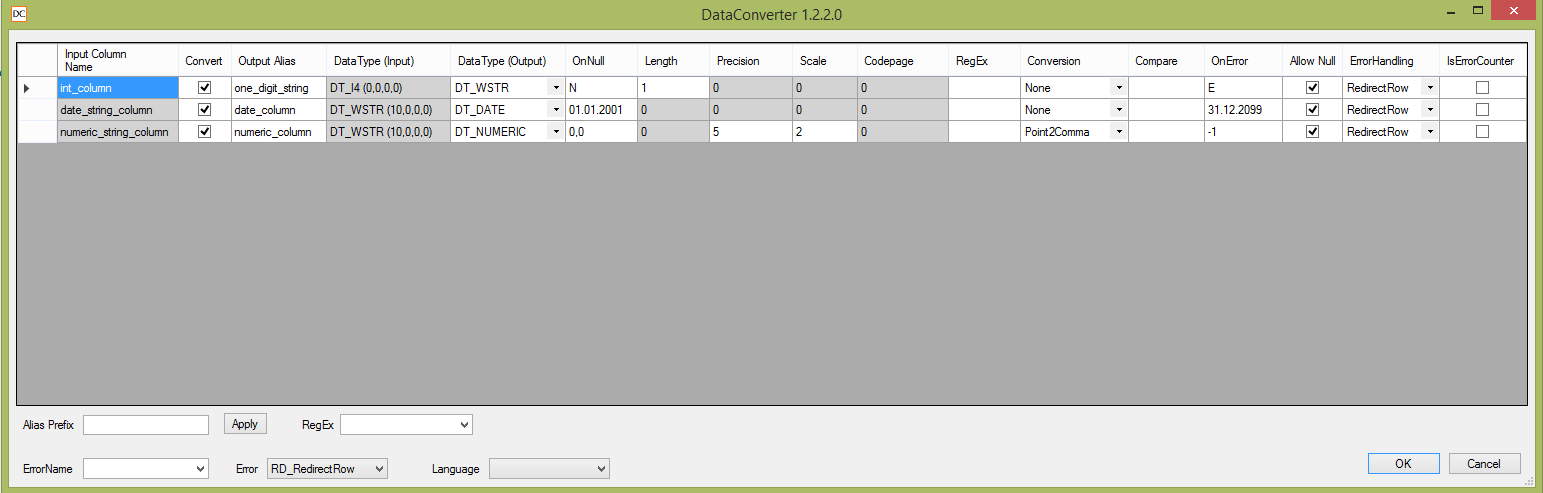 DC DataConverter 1.2.2.0
Input Column Name Convert Output Alias DataType (Input) DataType (Output) OnNull Length Precision Scale Codepage RegEx Conversion Compare OnError Allow Null ErrorHandling IsErrorCounter
int_column one_digit_string DT_I4 (0,0,0,0) DT_WSTR N 1 0 0 0 None E RedirectRow
date_string_column date_column DT_WSTR (10,0,0,0) DT_DATE 01.01.2001 0 0 0 0 None 31.12.2099 RedirectRow
numeric_string_column numeric_column DT_WSTR (10,0,0,0) DT_NUMERIC 0,0 0 5 2 0 Point2Comma -1 RedirectRow
Alias Prefix Apply RegEx
ErrorName Error RD_RedirectRow Language OK Cancel